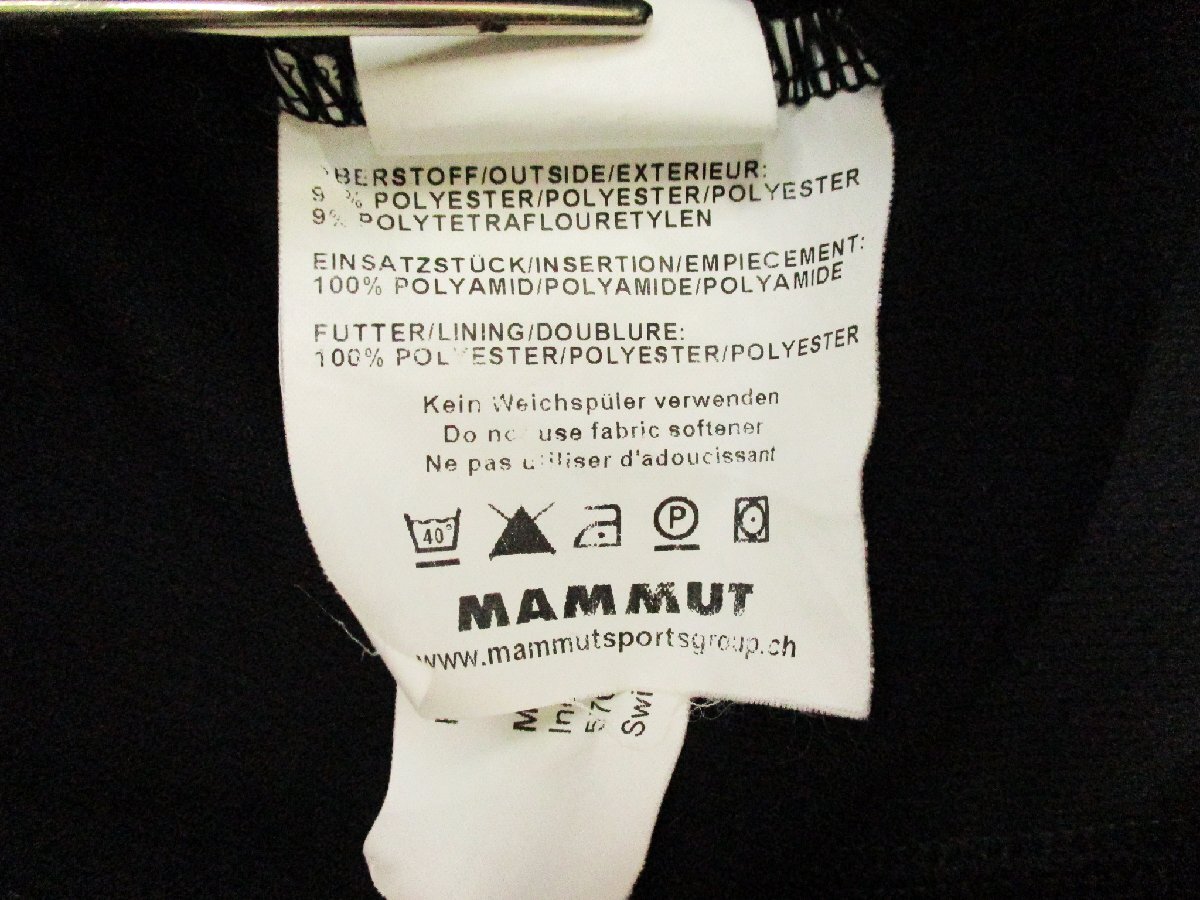 BERSTOFF/OUTSIDE/EXTERIEUR:
9 % POLYESTER/POLYESTER/POLYESTER
9% POLYTETRAFLOURETYLEN
EINSATZSTÜCK/INSERTION/EMPIECEMENT:
100% POLYAMID/POLYAMIDE/POLYAMIDE
FUTTER/LINING/DOUBLURE:
100% POLYESTER/POLYESTER/POLYESTER
Kein Weichspüler verwenden
Do not use fabric softener
Ne pas utiliser d'adoucissant
40° P
MAMMUT
www.mammutsportsgroup.ch